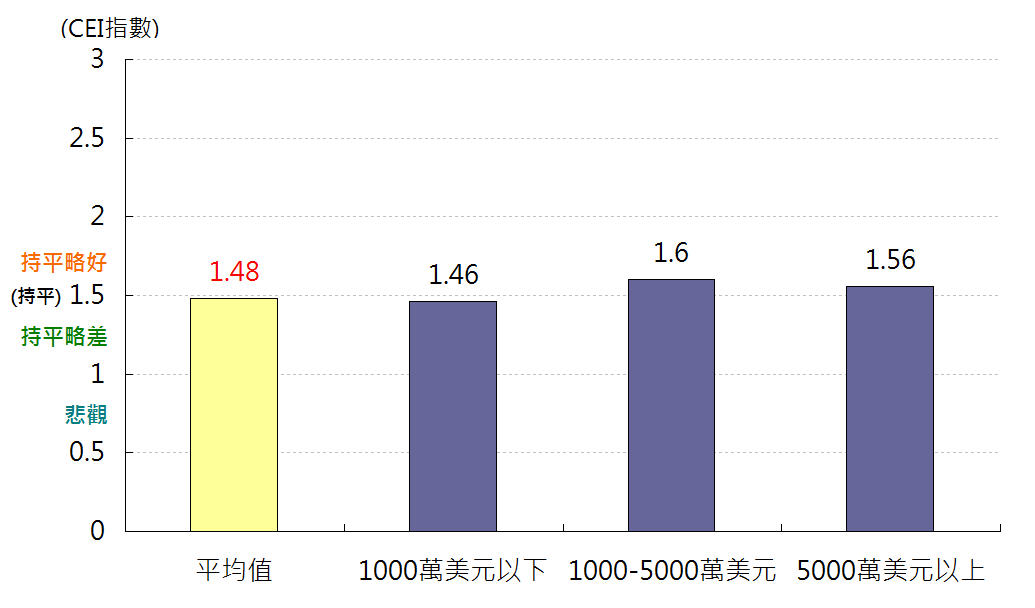 (CEI指數)
3
2.5
2
持平略好
(持平) 1.5
持平略差
1
悲觀
0.5
0
1.48
1.46
1.6
1.56
平均值
1000萬美元以下
1000-5000萬美元
5000萬美元以上